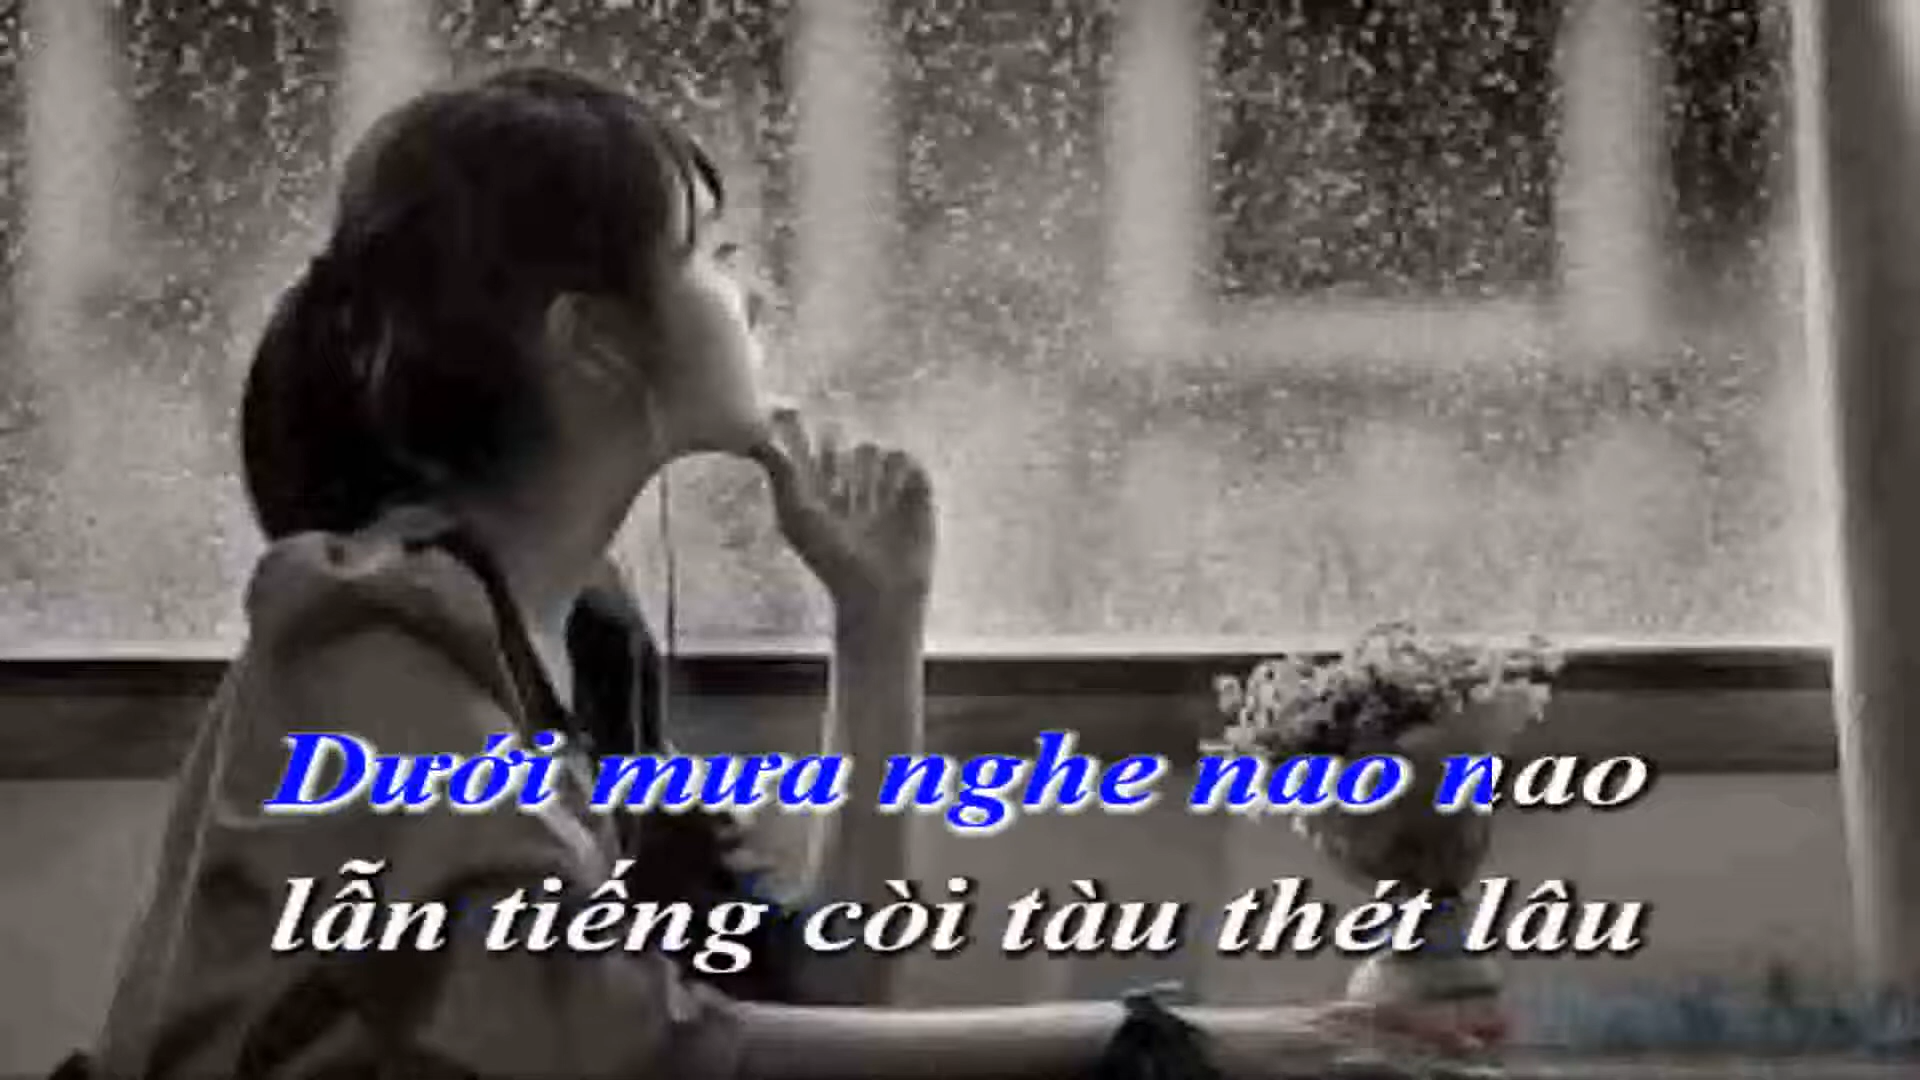 Dưới mưa nghe nao nao
lẫn tiếng còi tàu thét lâu